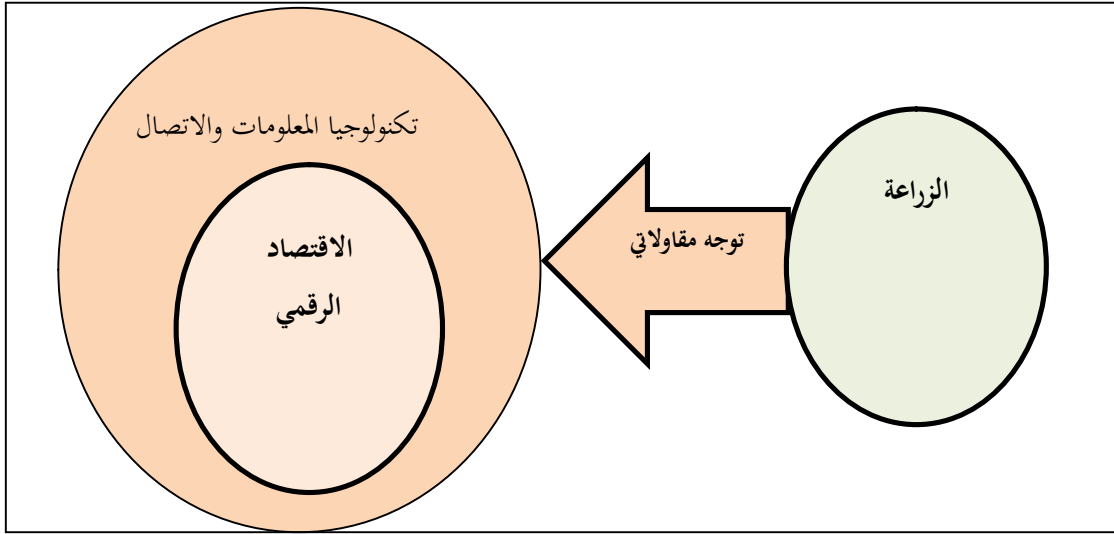 الزراعة
توجه مقاولاتي
تكنولوجيا المعلومات والاتصال
الاقتصاد
الرقمي